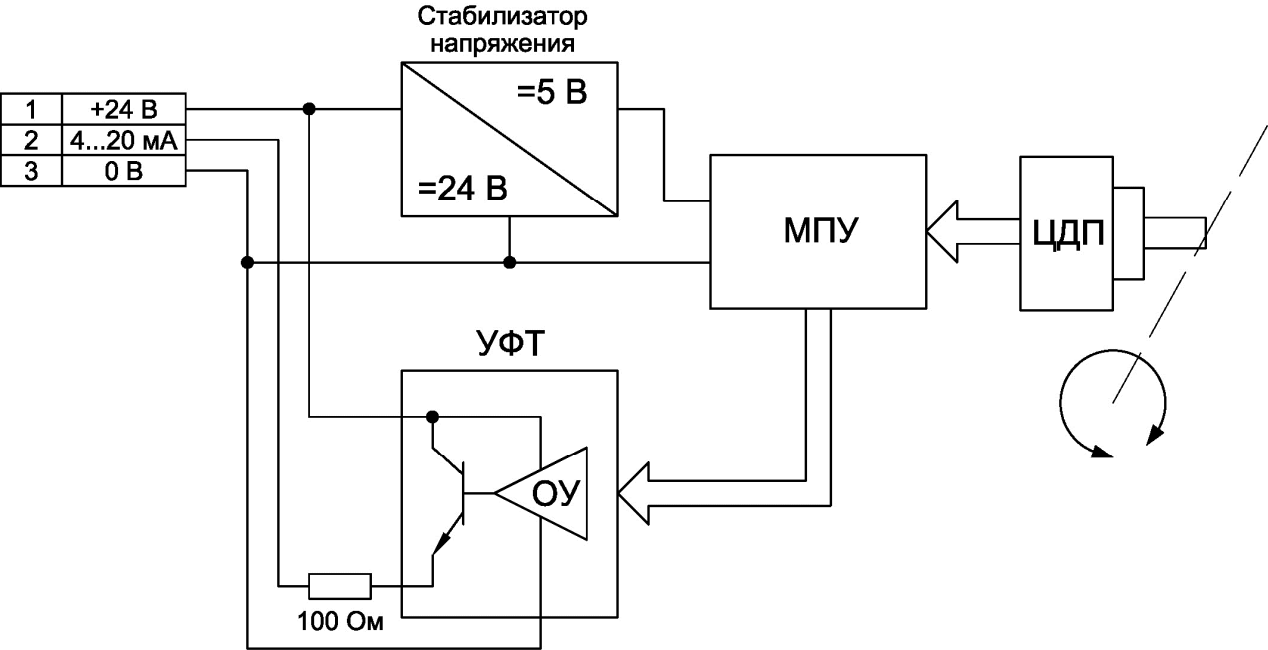 Стабилизатор
напряжения
=5 В
=24 В
1 +24 В
2 4...20 мА
3 0 В
МПУ
ЦДП
УФТ
ОУ
100 Ом